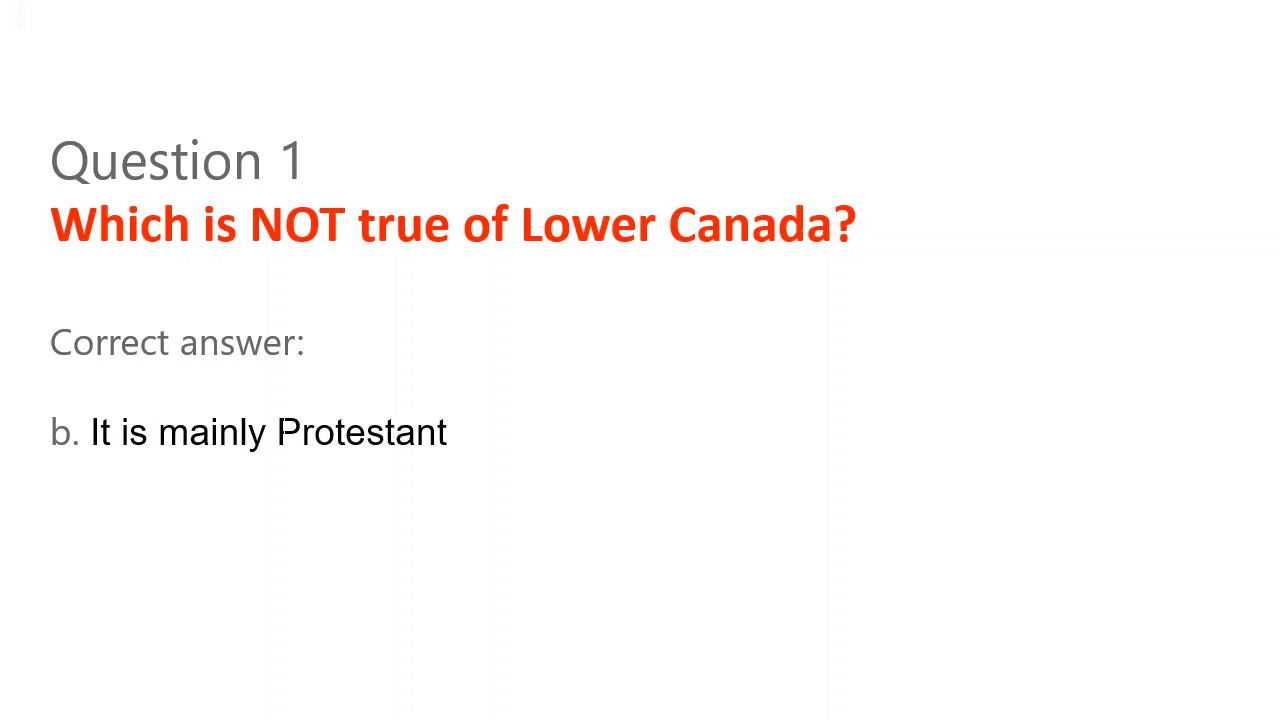 Question 1
Which is NOT true of Lower Canada?
Correct answer:
b. It is mainly Protestant